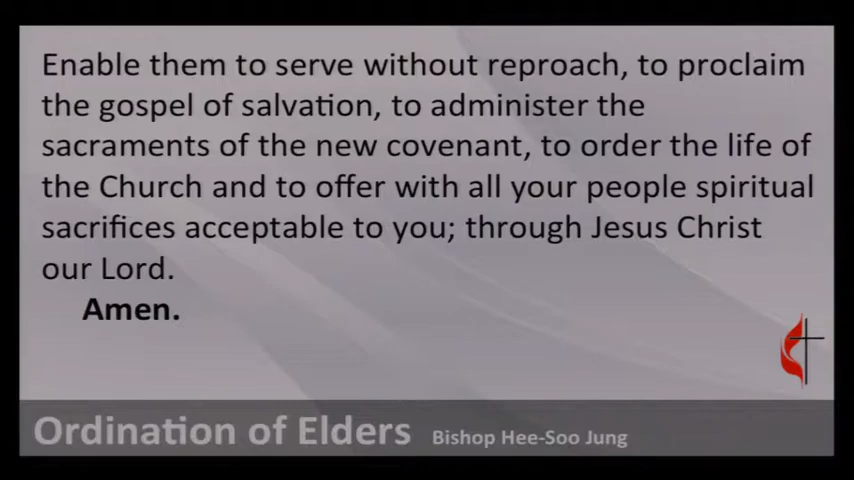 Enable them to serve without reproach, to proclaim
the gospel of salvation, to administer the
sacraments of the new covenant, to order the life of
the Church and to offer with all your people spiritual
sacrifices acceptable to you; through Jesus Christ
our Lord.
Amen.
Ordination of Elders Bishop Hee-Soo Jung